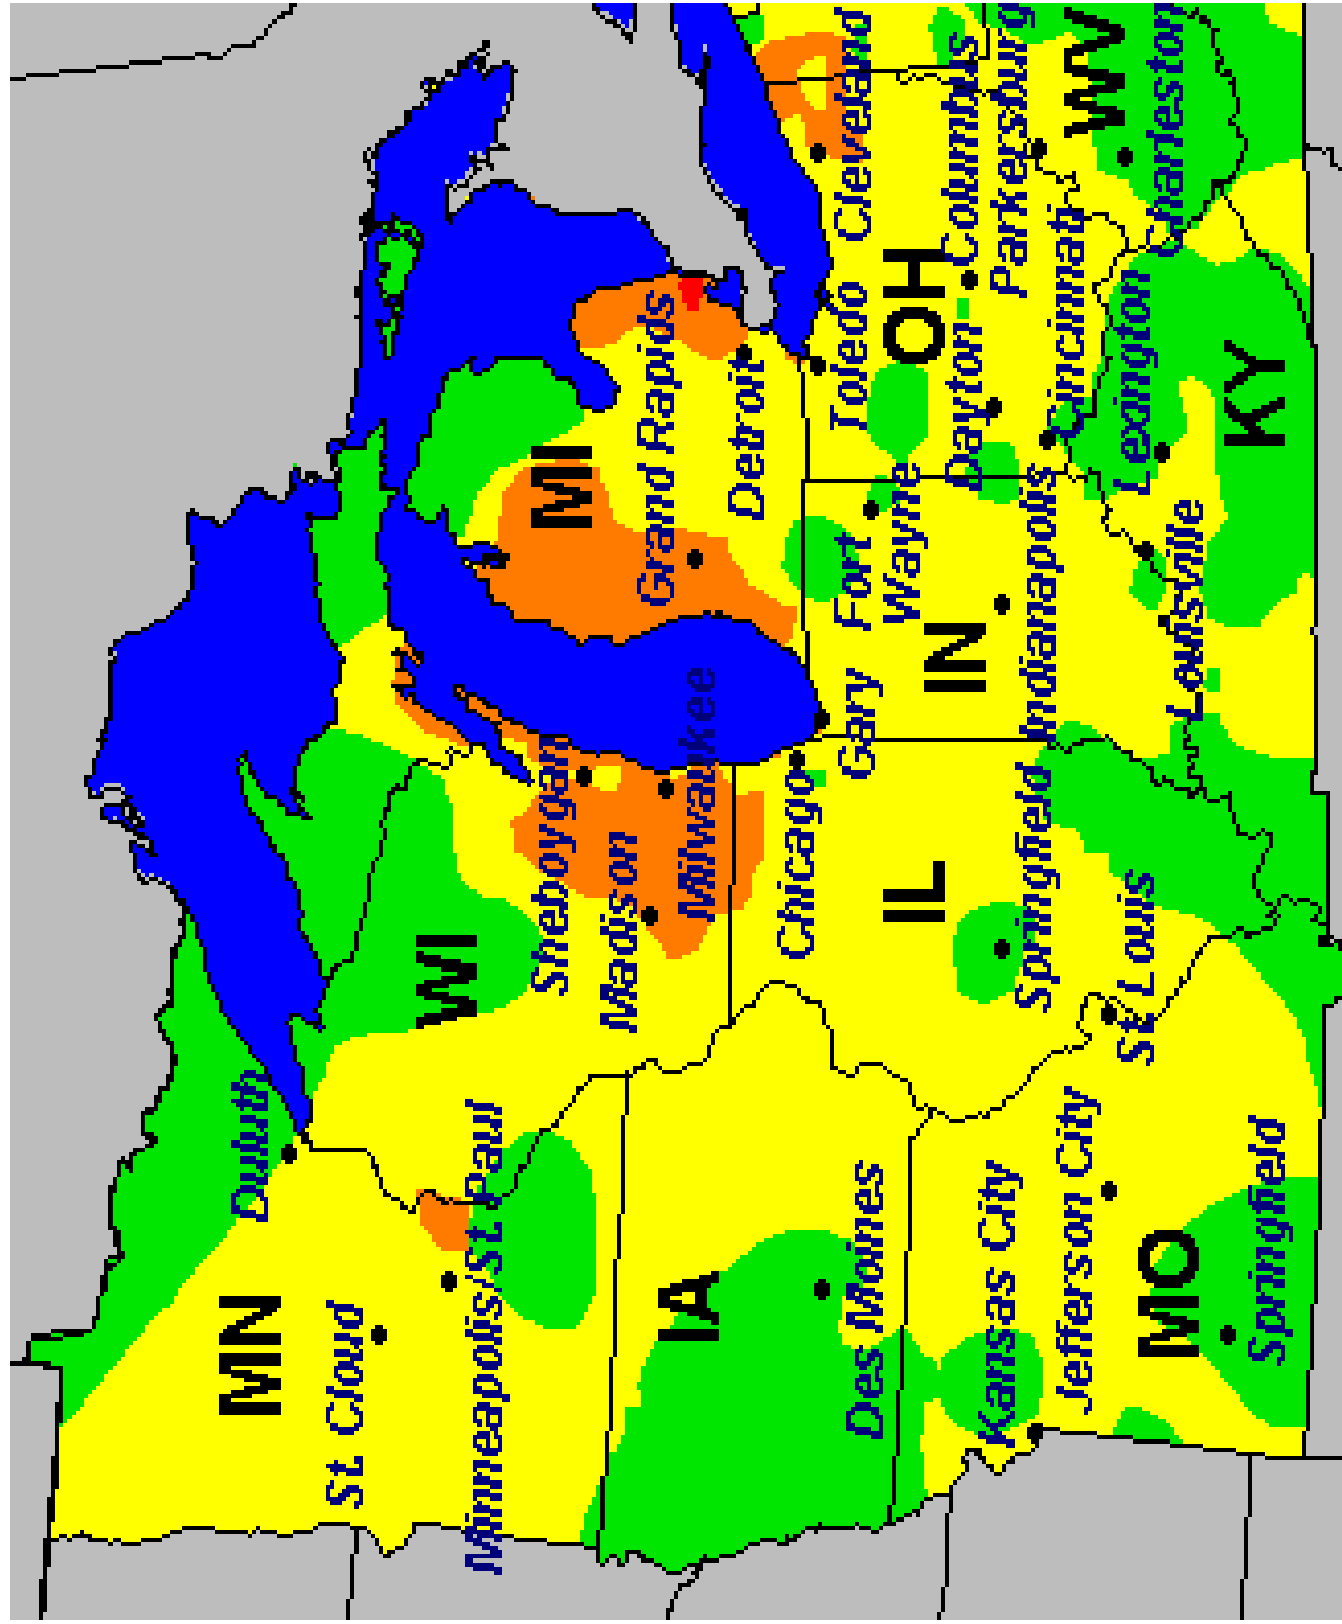 Duluth
MN
St Cloud
Minneapolis/St Paul
WI
MI
Sheboygan
Madison
Milwaukee
Grand Rapids
Detroit
IA
Chicago
Gary
Fort
Wayne
Toledo
Cleveland
Des Moines
IL
IN
OH
Columbus
Dayton
Parkersburg
Kansas City
Springfield
Indianapolis
Cincinnati
WV
Jefferson City
St Louis
Lexington
Charleston
MO
Louisville
KY
Springfield